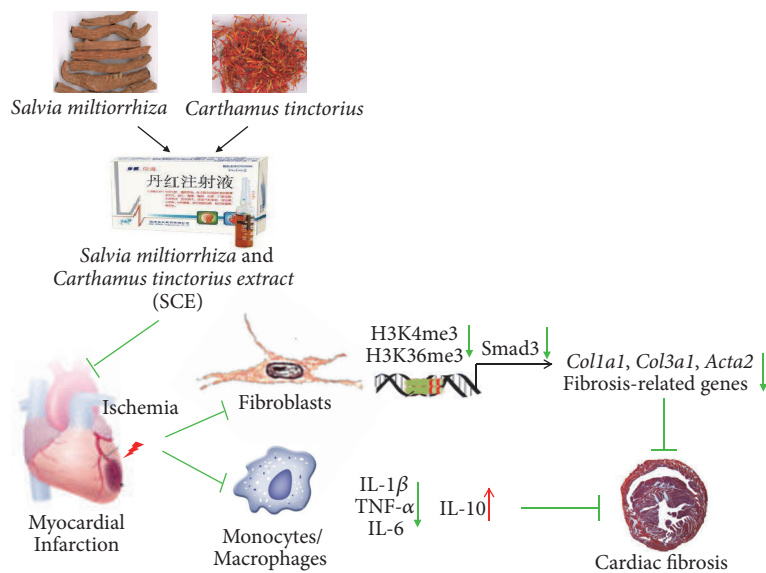 Salvia miltiorrhiza
Carthamus tinctorius
丹红注射液
Salvia miltiorrhiza and
Carthamus tinctorius extract
(SCE)
Ischemia
Myocardial
Infarction
Fibroblasts
Monocytes/
Macrophages
H3K4me3
H3K36me3
Smad3
Col1a1, Col3a1, Acta2
Fibrosis-related genes
IL-1β
TNF-α
IL-6
IL-10
Cardiac fibrosis